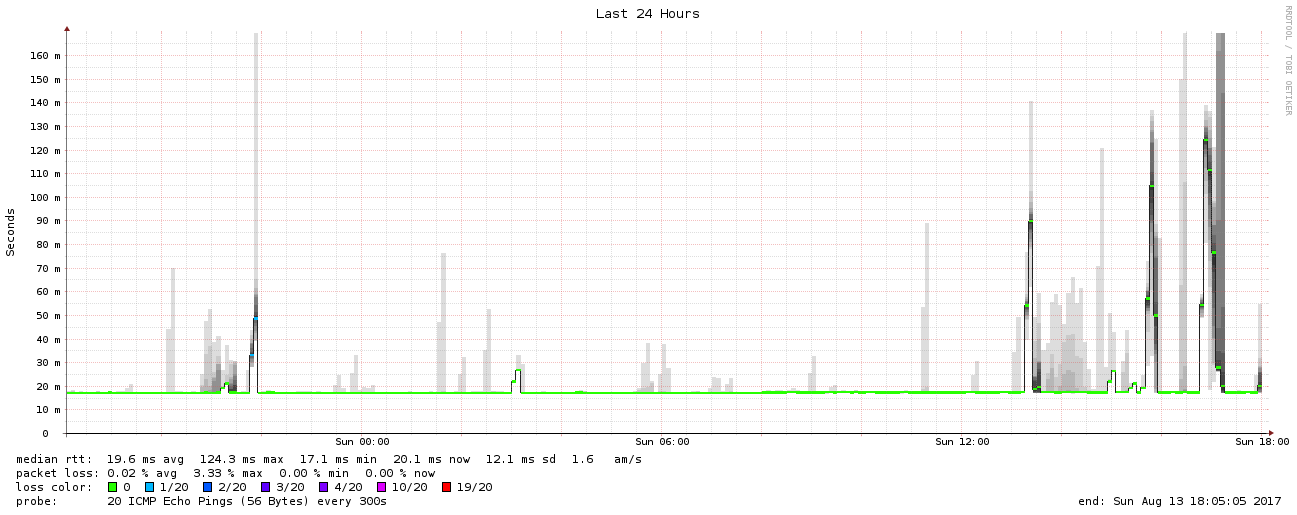 Last 24 Hours
RRDTOOL / TOBI OETIKER
Seconds
160 m
150 m
140 m
130 m
120 m
110 m
100 m
90 m
80 m
70 m
60 m
50 m
40 m
30 m
20 m
10 m
0
Sun 00:00 Sun 06:00 Sun 12:00 Sun 18:00
median rtt: 19.6 ms avg 124.3 ms max 17.1 ms min 20.1 ms now 12.1 ms sd 1.6 am/s
packet loss: 0.02 % avg 3.33 % max 0.00 % min 0.00 % now
loss color: 0 1/20 2/20 3/20 4/20 10/20 19/20
probe: 20 ICMP Echo Pings (56 Bytes) every 300s end: Sun Aug 13 18:05:05 2017